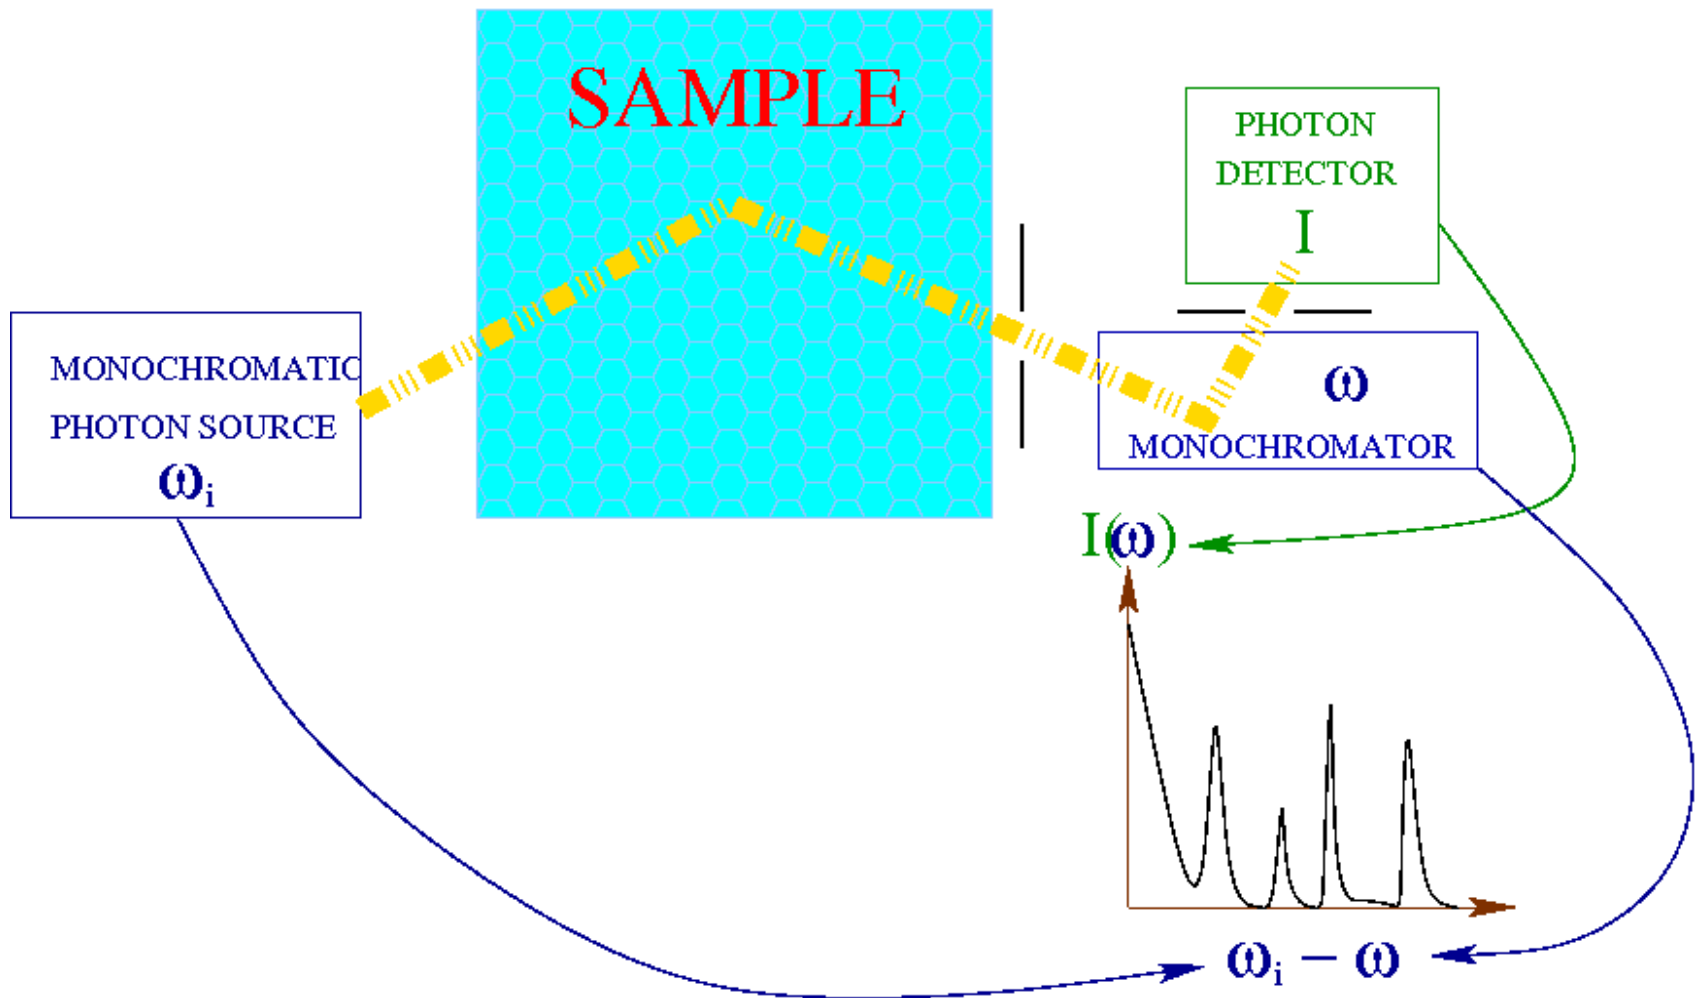 SAMPLE
PHOTON
DETECTOR
I
MONOCHROMATIC
PHOTON SOURCE
ωi
ω
MONOCHROMATOR
I(ω)
ωi − ω